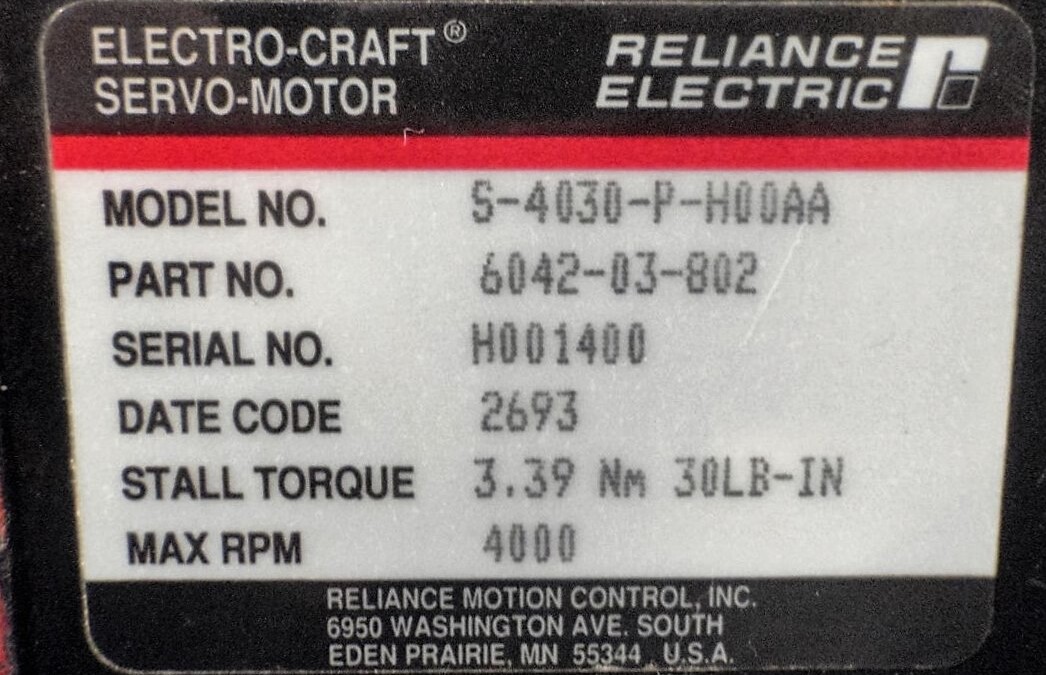 ELECTRO-CRAFT®
SERVO-MOTOR
RELIANCE
ELECTRIC
MODEL NO. S-4030-P-H00AA
PART NO. 6042-03-802
SERIAL NO. H001400
DATE CODE 2693
STALL TORQUE 3.39 Nm 30LB-IN
MAX RPM 4000
RELIANCE MOTION CONTROL, INC.
6950 WASHINGTON AVE. SOUTH
EDEN PRAIRIE, MN 55344 U.S.A.